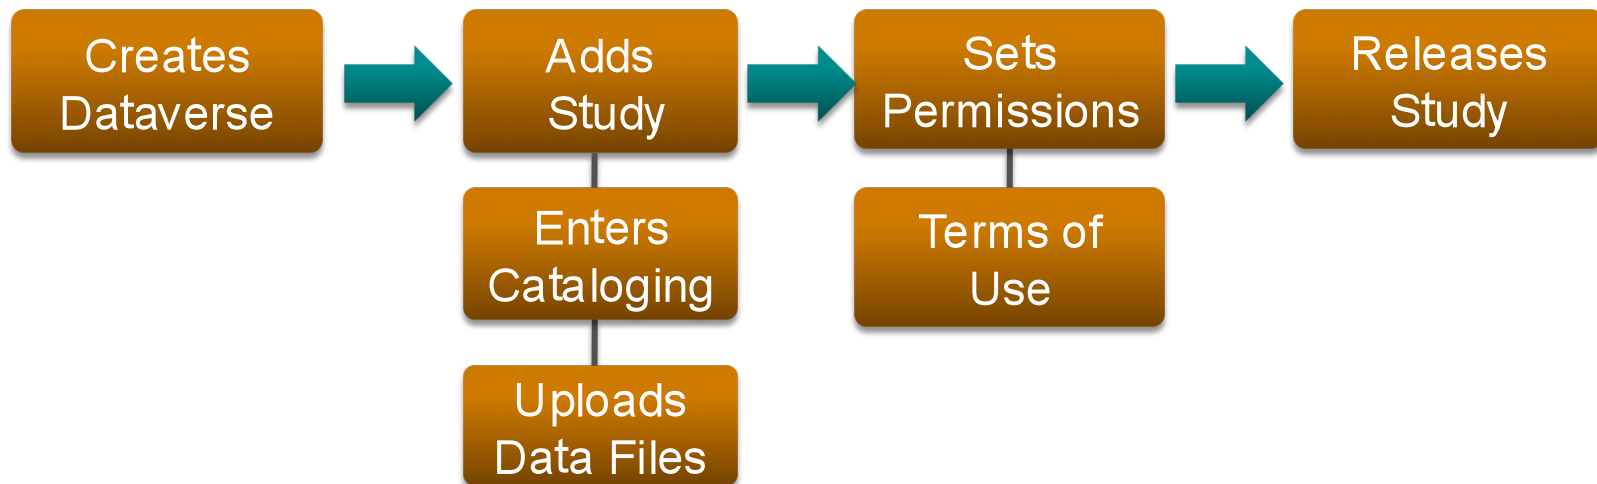 Creates
Dataverse
Adds
Study
Sets
Permissions
Releases
Study
Enters
Cataloging
Terms of
Use
Uploads
Data Files